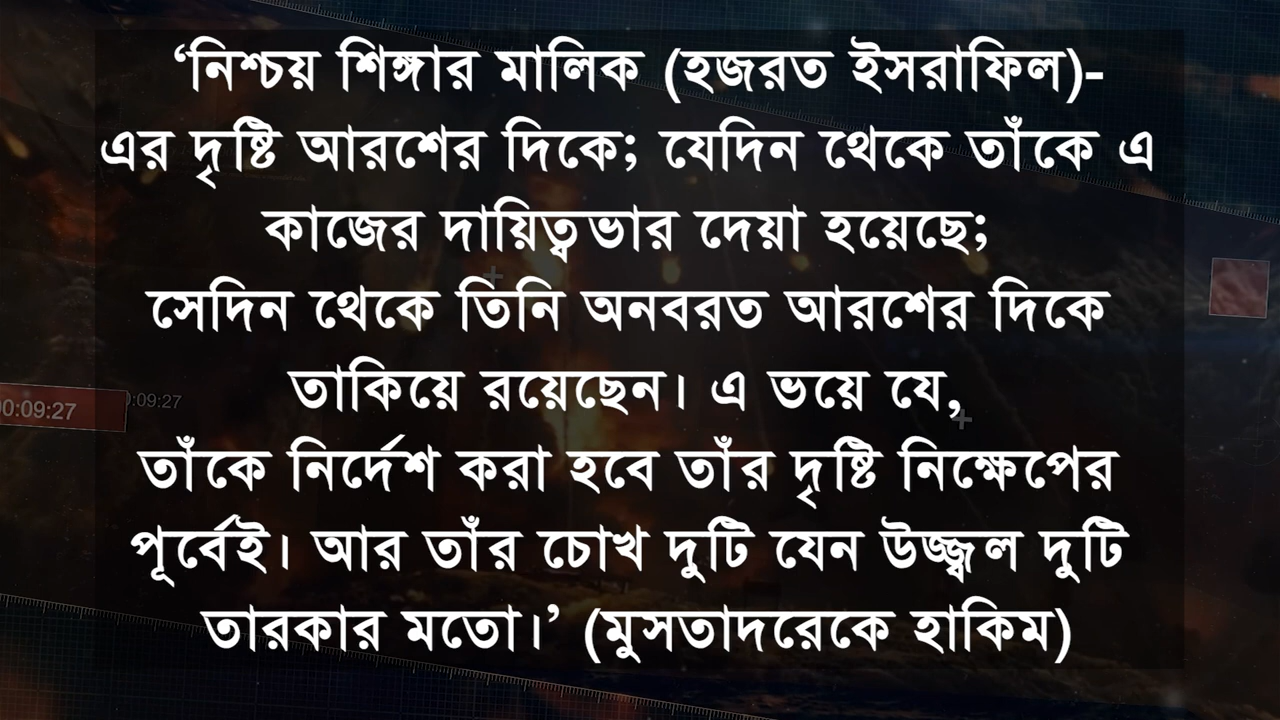 ‘নিশ্চয় শিঙ্গার মালিক (হজরত ইসরাফিল)-
এর দৃষ্টি আরশের দিকে; যেদিন থেকে তাঁকে এ
কাজের দায়িত্বভার দেয়া হয়েছে;
সেদিন থেকে তিনি অনবরত আরশের দিকে
তাকিয়ে রয়েছেন। এ ভয়ে যে,
তাঁকে নির্দেশ করা হবে তাঁর দৃষ্টি নিক্ষেপের
পূর্বেই। আর তাঁর চোখ দুটি যেন উজ্জ্বল দুটি
তারকার মতো।’ (মুসতাদরেকে হাকিম)
0:09:27
0:09:27